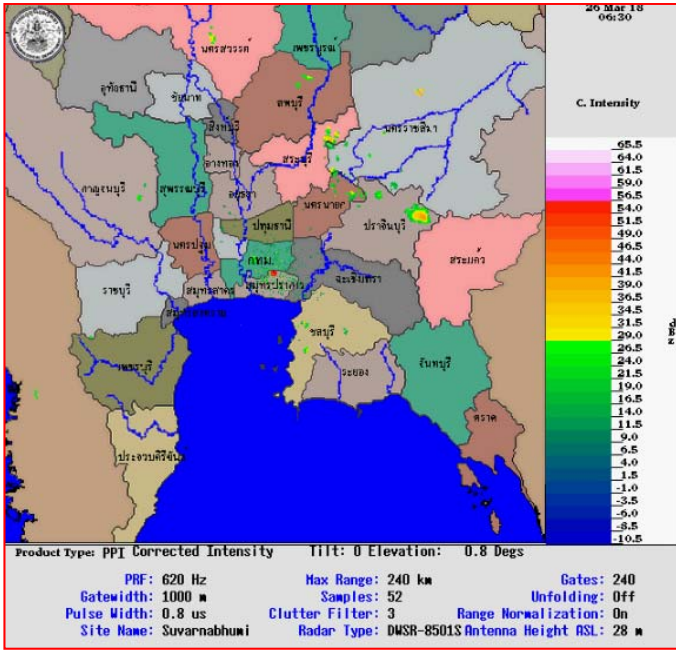 26 Mar 18
06:30
C. Intensity
65.5
64.0
61.5
59.0
56.5
54.0
51.5
49.0
46.5
44.0
41.5
39.0
36.5
34.0
31.5
29.0
26.5
24.0
21.5
19.0
16.5
14.0
11.5
9.0
6.5
4.0
1.5
-1.0
-3.5
-6.0
-8.5
-10.5
นครสวรรค์
เพชรบูรณ์
อุทัยธานี
ชัยนาท
ลพบุรี
สิงห์บุรี
นครราชสีมา
อ่างทอง
สระบุรี
กาญจนบุรี
สุพรรณบุรี
อยุธยา
นครนายก
ปราจีนบุรี
ปทุมธานี
นครปฐม
กทม.
สระแก้ว
ราชบุรี
สมุทรสาคร
สมุทรปราการ
ฉะเชิงเทรา
สมุทรสงคราม
ชลบุรี
เพชรบุรี
ระยอง
จันทบุรี
ตราด
ประจวบคีรีขันธ์
Product Type: PPI Corrected Intensity Tilt: 0 Elevation: 0.8 Degs
PRF: 620 Hz Max Range: 240 km Gates: 240
Gatewidth: 1000 m Samples: 52 Unfolding: Off
Pulse Width: 0.8 us Clutter Filter: 3 Range Normalization: On
Site Name: Suvarnabhumi Radar Type: DWSR-8501S Antenna Height ASL: 28 m